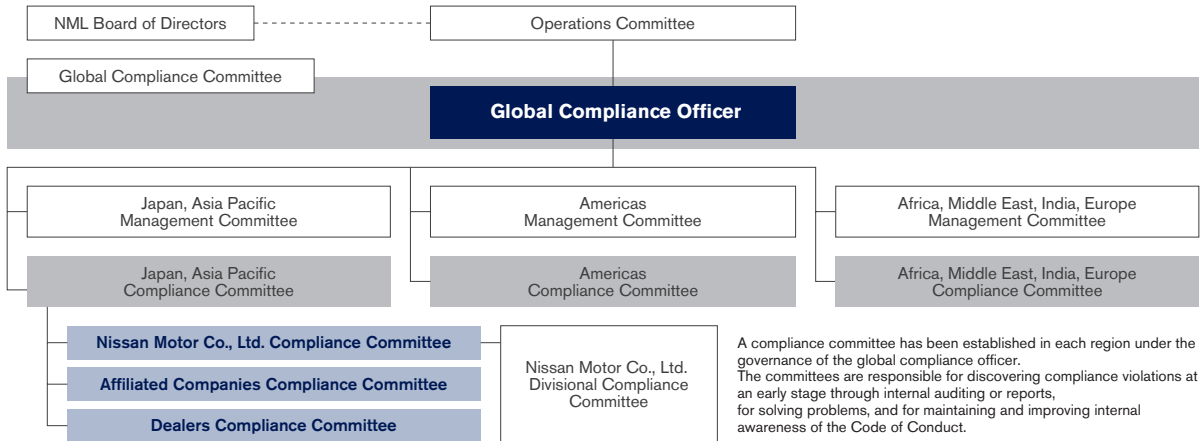 NML Board of Directors
Operations Committee
Global Compliance Committee
Global Compliance Officer
Japan, Asia Pacific
Management Committee
Americas
Management Committee
Africa, Middle East, India, Europe
Management Committee
Japan, Asia Pacific
Compliance Committee
Americas
Compliance Committee
Africa, Middle East, India, Europe
Compliance Committee
Nissan Motor Co., Ltd. Compliance Committee
Affiliated Companies Compliance Committee
Dealers Compliance Committee
Nissan Motor Co., Ltd.
Divisional Compliance
Committee
A compliance committee has been established in each region under the
governance of the global compliance officer.
The committees are responsible for discovering compliance violations at
an early stage through internal auditing or reports,
for solving problems, and for maintaining and improving internal
awareness of the Code of Conduct.